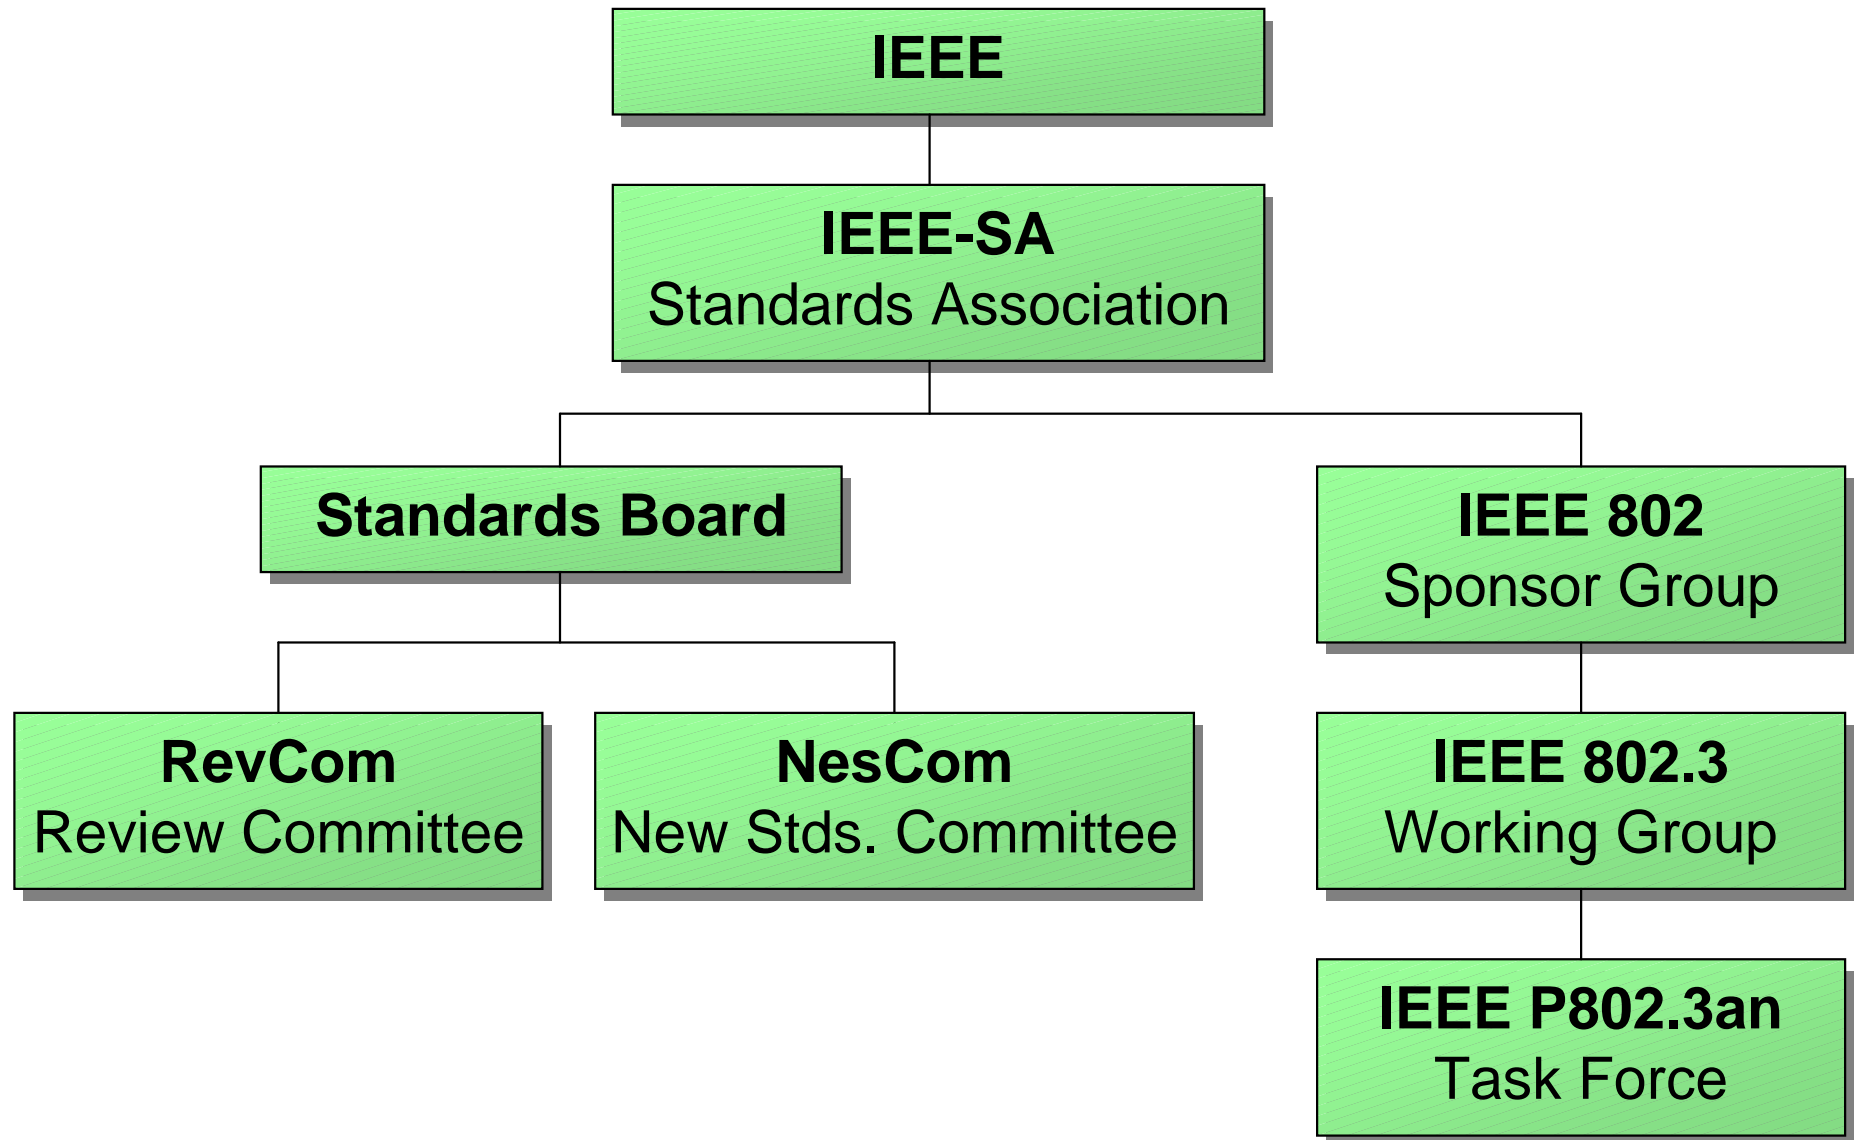 IEEE
IEEE-SA
Standards Association
Standards Board
IEEE 802
Sponsor Group
RevCom
Review Committee
NesCom
New Stds. Committee
IEEE 802.3
Working Group
IEEE P802.3an
Task Force